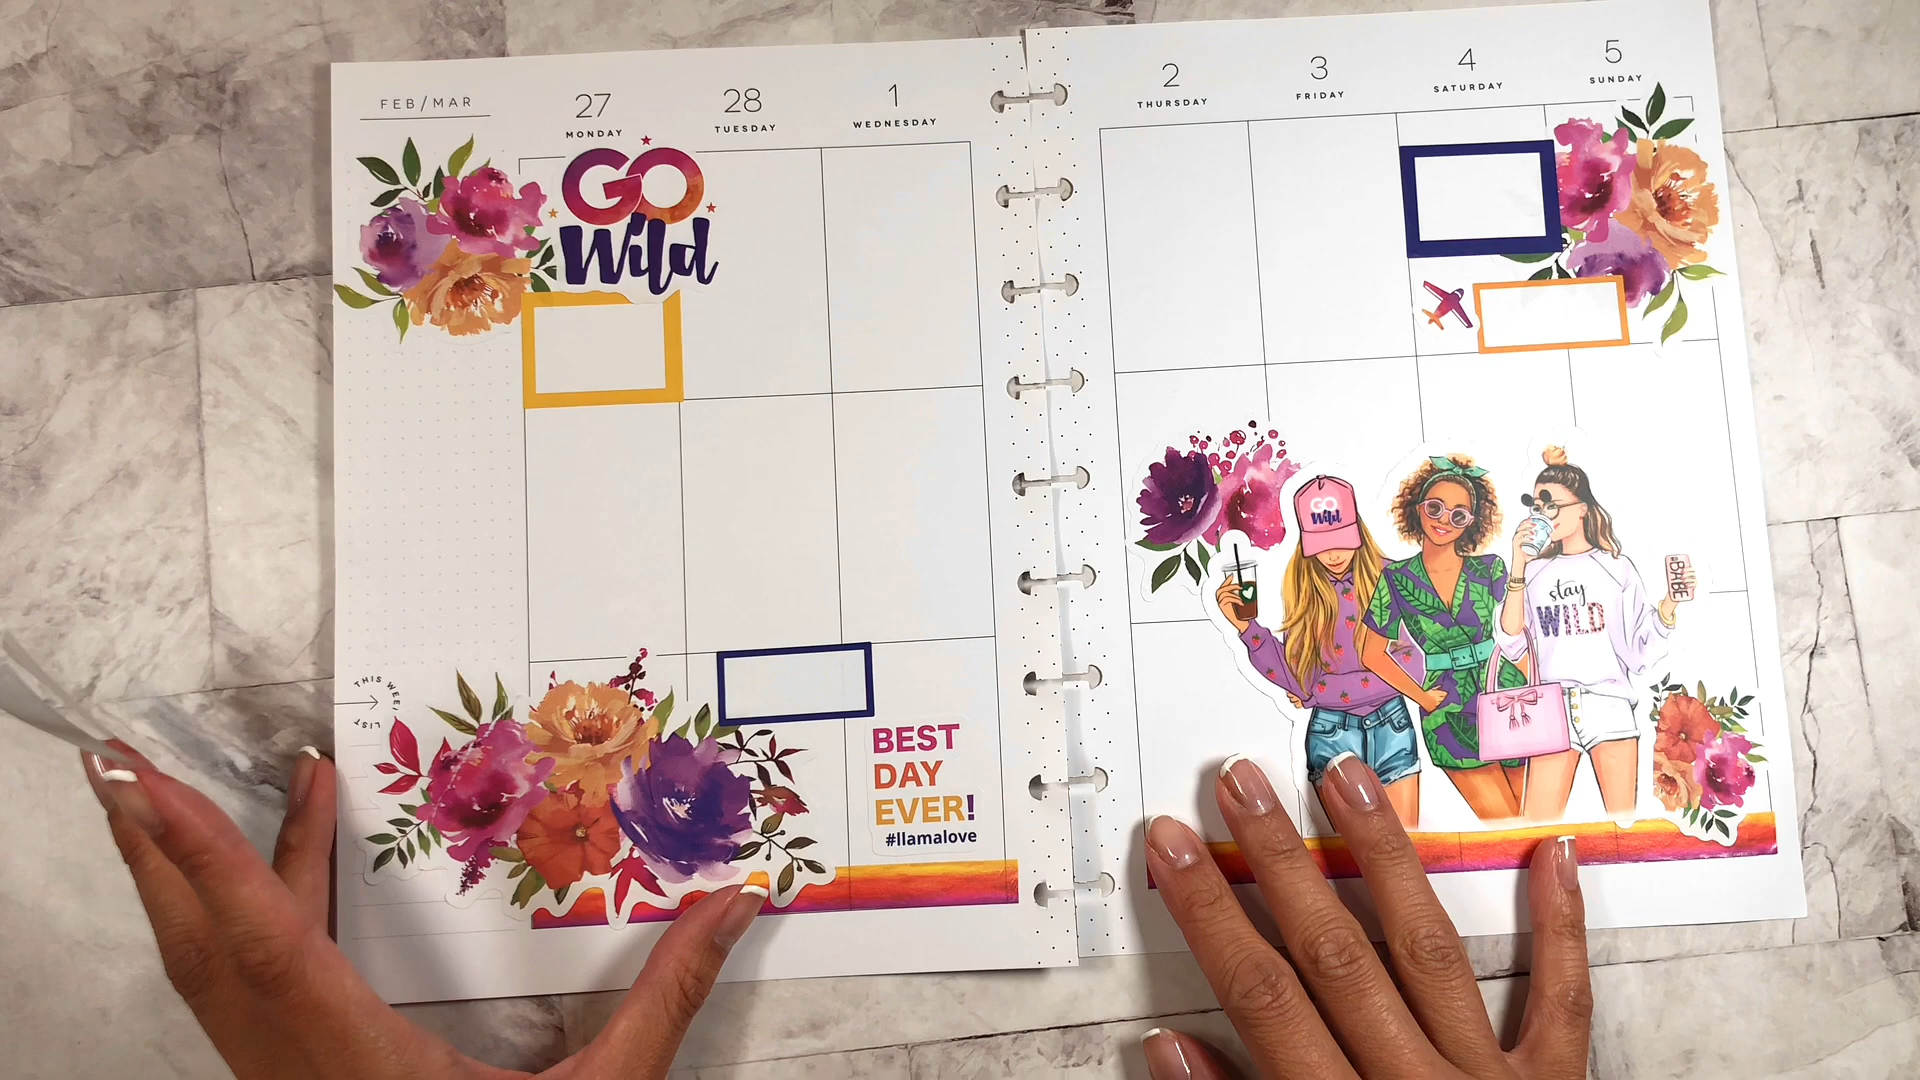 FEB/MAR
27
MONDAY
28
TUESDAY
1
WEDNESDAY
2
THURSDAY
3
FRIDAY
4
SATURDAY
5
SUNDAY
GO
Wild
THIS WEEK
LIST
BEST
DAY
EVER!
#llamalove
GO
Wild
stay
WILD
BABE